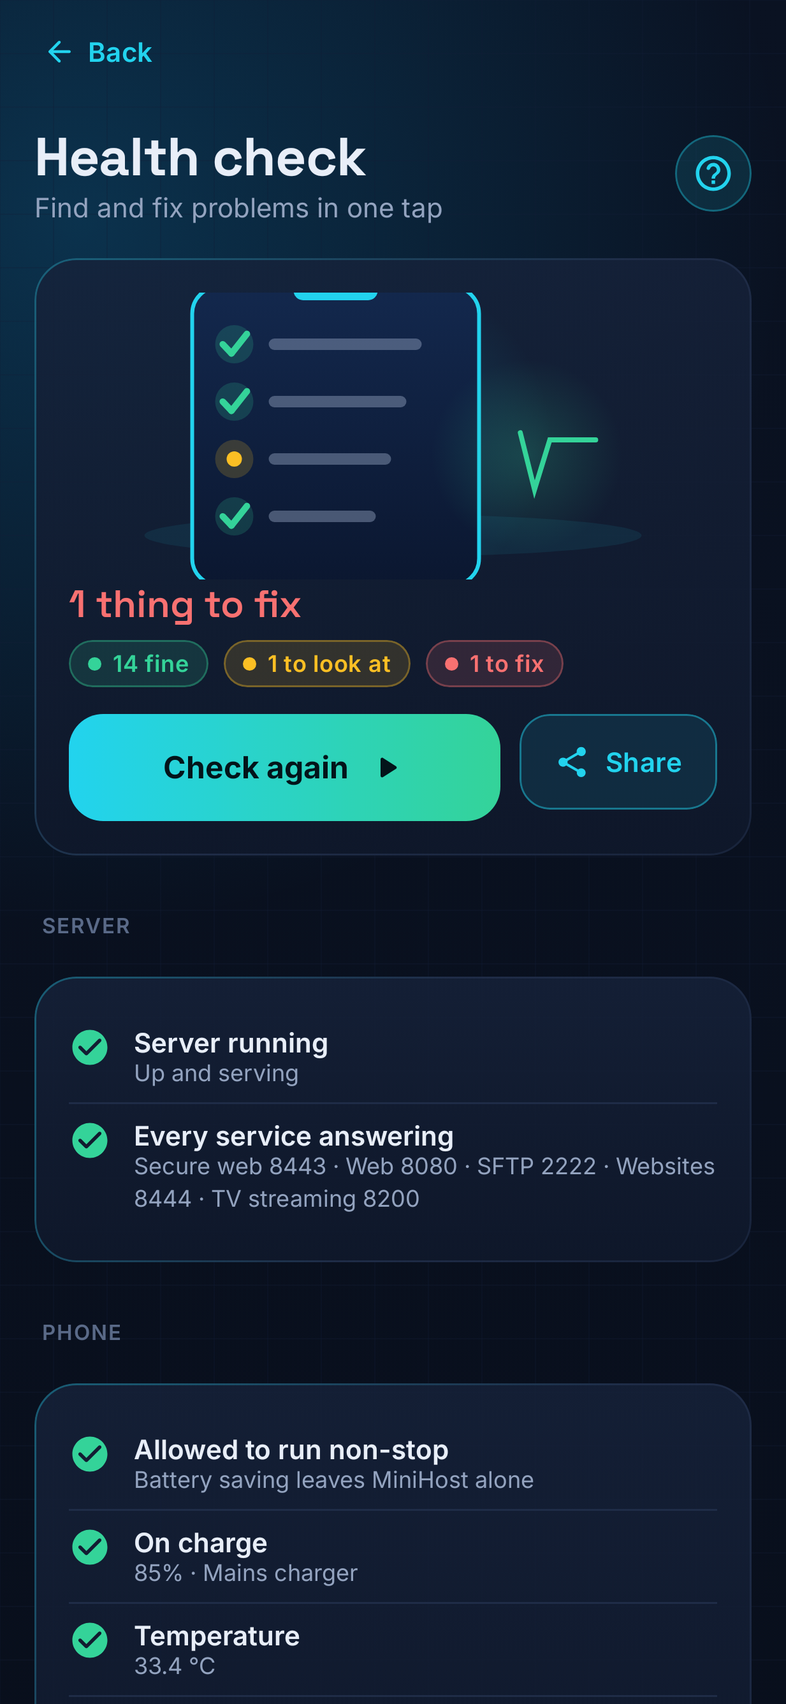 Back
Health check
Find and fix problems in one tap
1 thing to fix
14 fine
1 to look at
1 to fix
Check again
Share
SERVER
Server running
Up and serving
Every service answering
Secure web 8443 · Web 8080 · SFTP 2222 · Websites
8444 · TV streaming 8200
PHONE
Allowed to run non-stop
Battery saving leaves MiniHost alone
On charge
85% · Mains charger
Temperature
33.4 °C